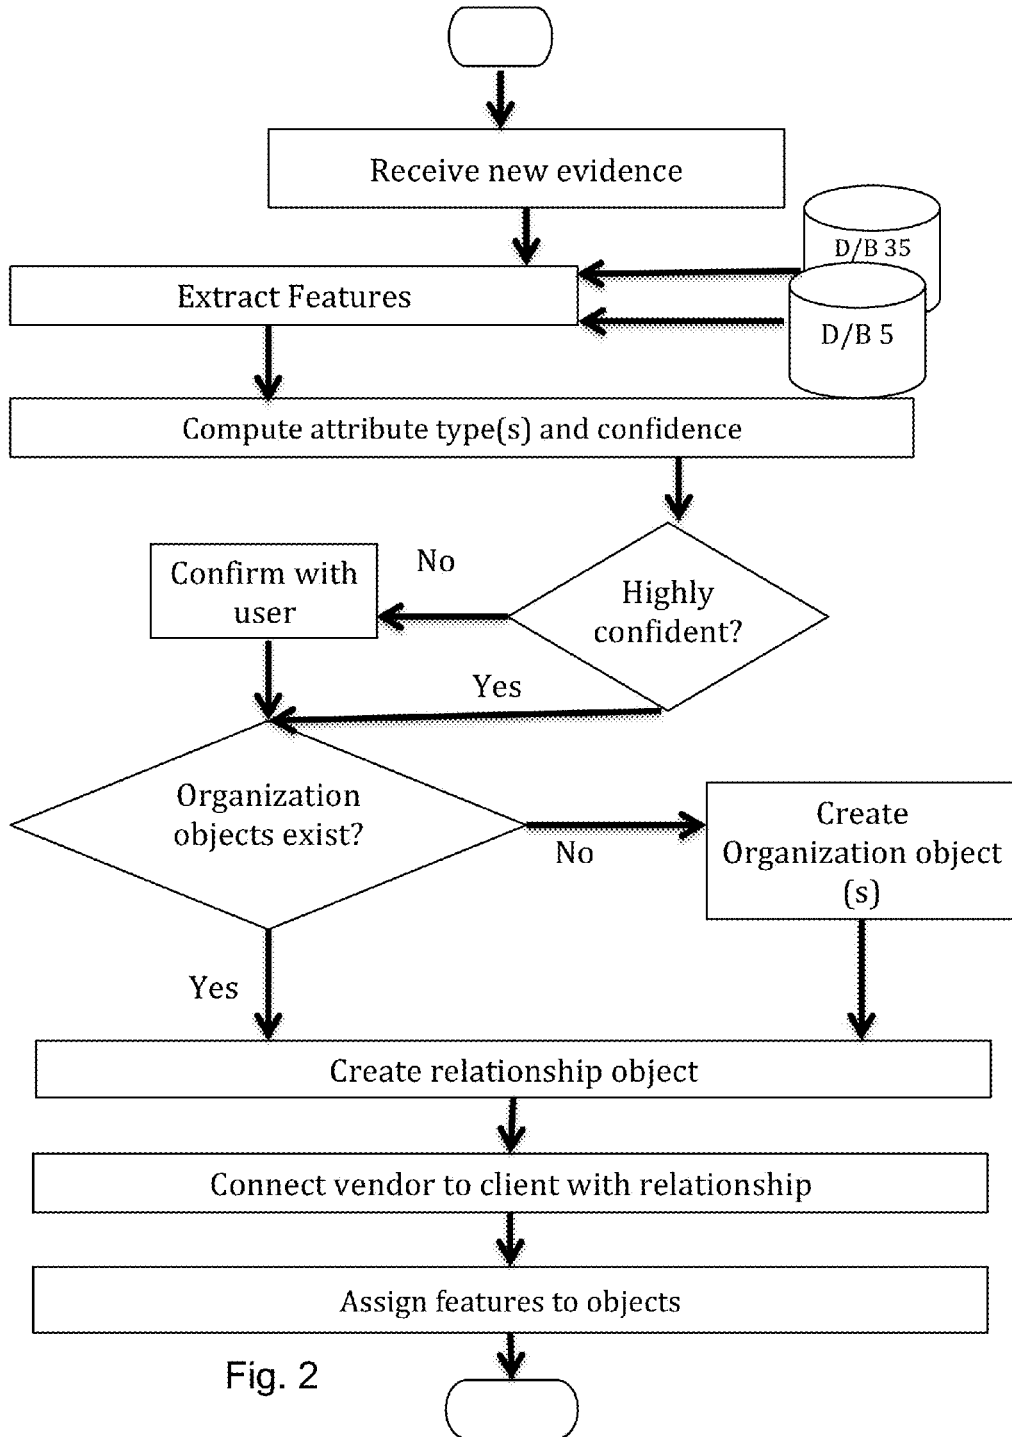 Receive new evidence
D/B 35
Extract Features
D/B 5
Compute attribute type(s) and confidence
No
Confirm with
user
Highly
confident?
Yes
Organization
objects exist?
Create
Organization object
(s)
No
Yes
Create relationship object
Connect vendor to client with relationship
Assign features to objects
Fig. 2